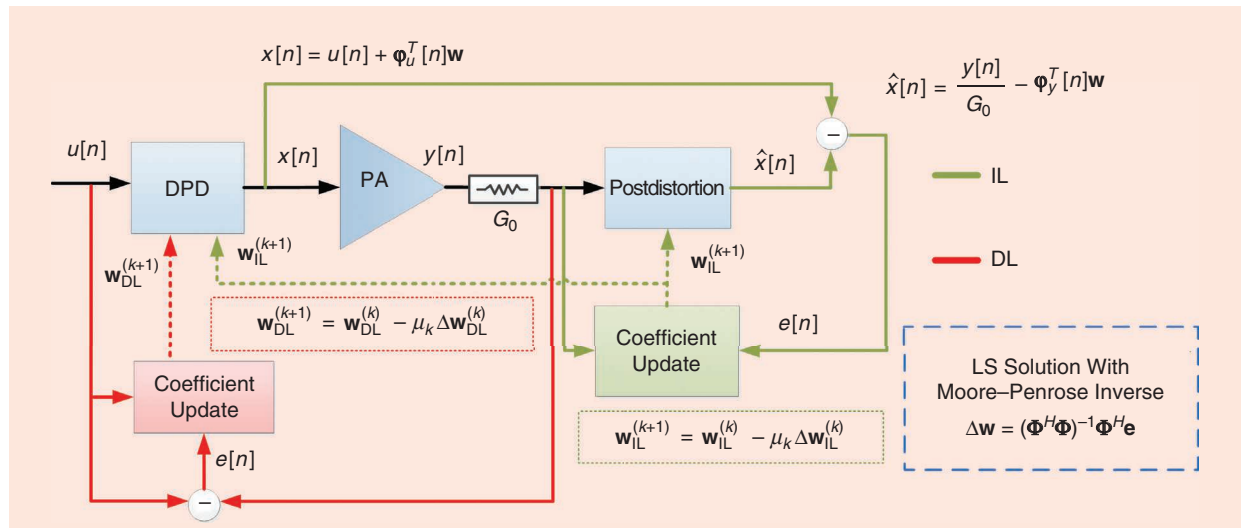 x[n] = u[n] + φ_u^T[n]w
x̂[n] = y[n]/G_0 − φ_y^T[n]w
u[n]
DPD
x[n]
PA
y[n]
G_0
Postdistortion
x̂[n]
−
IL
DL
w_DL^(k+1)
w_IL^(k+1)
w_IL^(k+1)
w_DL^(k+1) = w_DL^(k) − μ_k Δw_DL^(k)
Coefficient
Update
e[n]
Coefficient
Update
e[n]
−
w_IL^(k+1) = w_IL^(k) − μ_k Δw_IL^(k)
LS Solution With
Moore–Penrose Inverse
Δw = (Φ^H Φ)^−1 Φ^H e